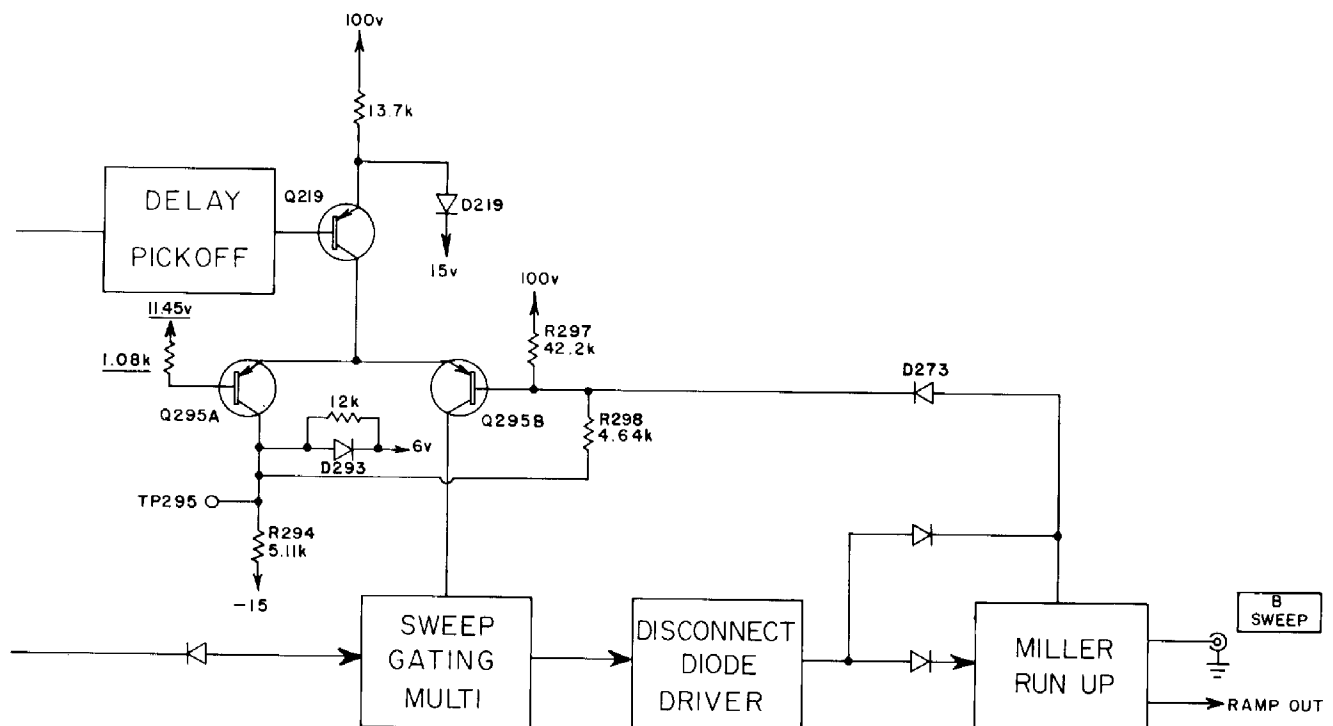 100v
13.7k
DELAY
PICKOFF
Q219
D219
15v
100v
11.45v
1.08k
R297
42.2k
D273
Q295A
12k
6v
D293
Q295B
R298
4.64k
TP295
R294
5.11k
-15
SWEEP
GATING
MULTI
DISCONNECT
DIODE
DRIVER
MILLER
RUN UP
B
SWEEP
RAMP OUT